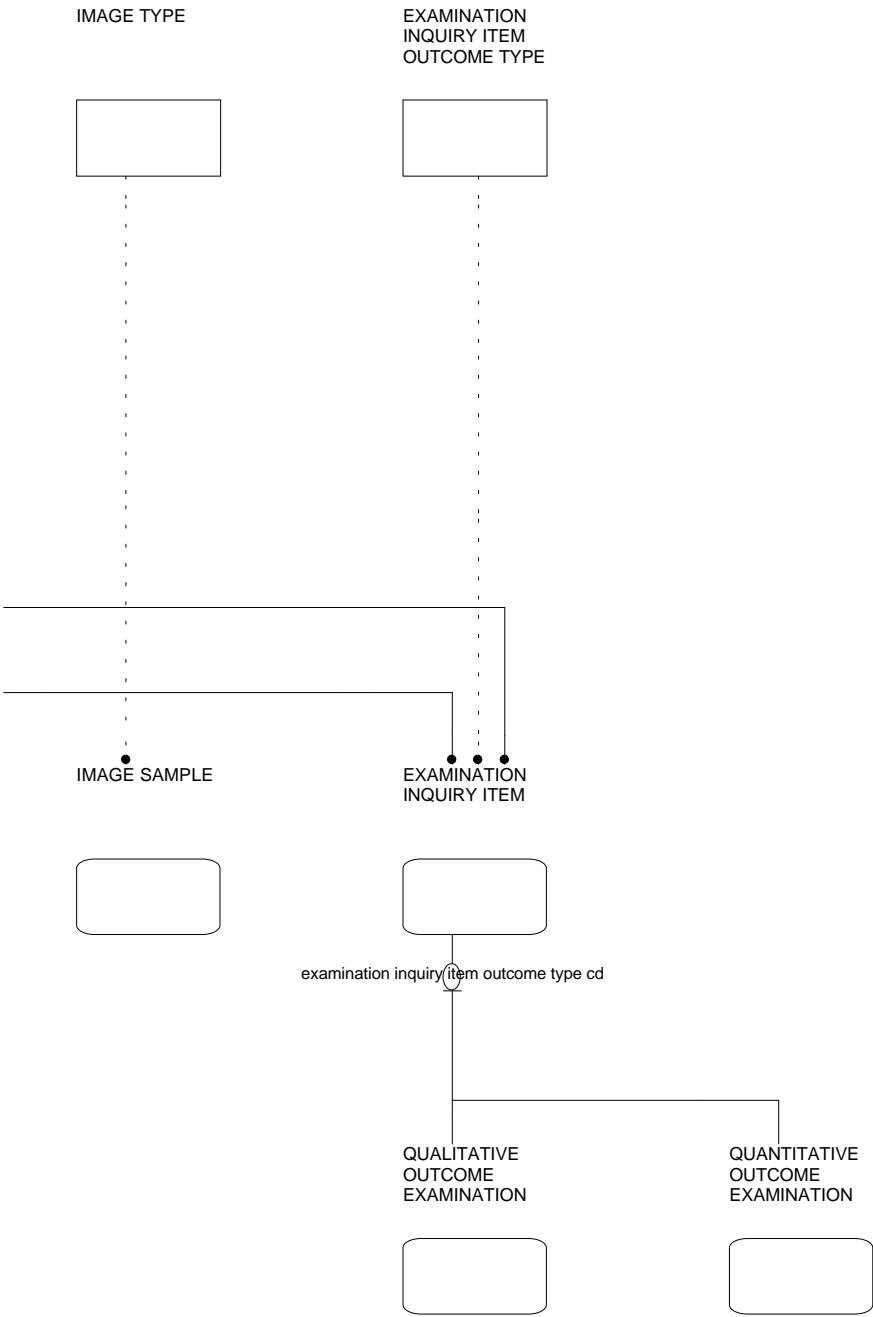 IMAGE TYPE
EXAMINATION
INQUIRY ITEM
OUTCOME TYPE
IMAGE SAMPLE
EXAMINATION
INQUIRY ITEM
examination inquiry item outcome type cd
QUALITATIVE
OUTCOME
EXAMINATION
QUANTITATIVE
OUTCOME
EXAMINATION